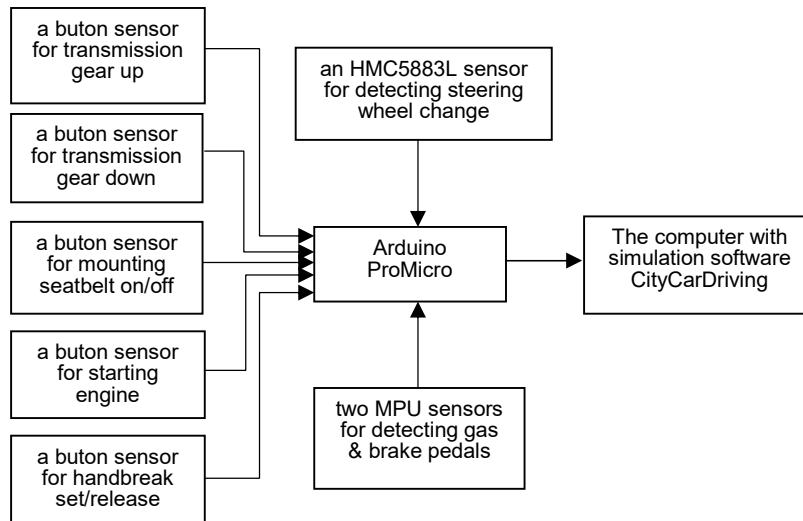 a buton sensor
for transmission
gear up
a buton sensor
for transmission
gear down
a buton sensor
for mounting
seatbelt on/off
a buton sensor
for starting
engine
a buton sensor
for handbreak
set/release
an HMC5883L sensor
for detecting steering
wheel change
Arduino
ProMicro
two MPU sensors
for detecting gas
& brake pedals
The computer with
simulation software
CityCarDriving